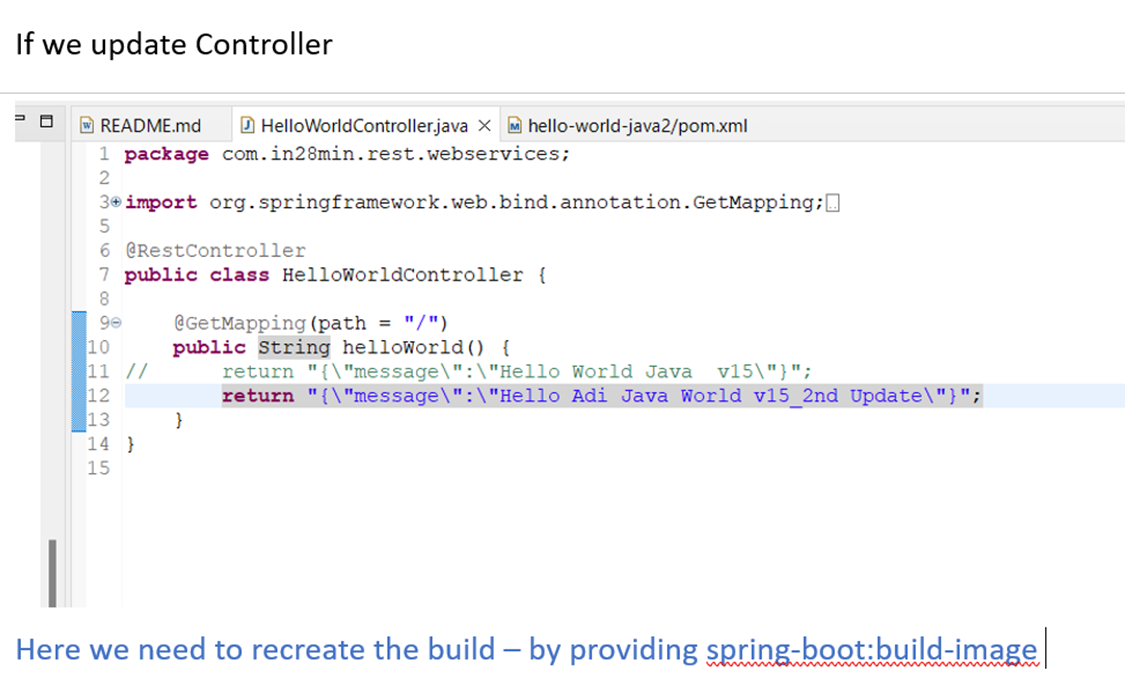 If we update Controller
README.md HelloWorldController.java hello-world-java2/pom.xml
1 package com.in28min.rest.webservices;
2
3 import org.springframework.web.bind.annotation.GetMapping;
5
6 @RestController
7 public class HelloWorldController {
8
9 @GetMapping(path = "/")
10 public String helloWorld() {
11 // return "{\"message\":\"Hello World Java  v15\"}";
12 return "{\"message\":\"Hello Adi Java World v15_2nd Update\"}";
13 }
14 }
15
Here we need to recreate the build – by providing spring-boot:build-image